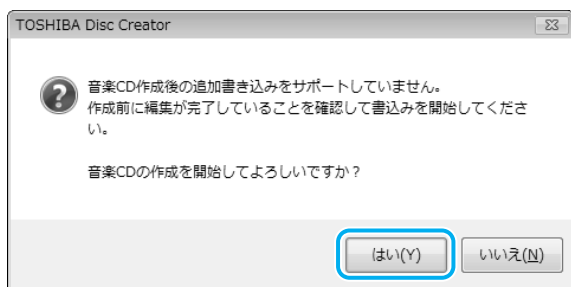 TOSHIBA Disc Creator
音楽CD作成後の追加書き込みをサポートしていません。
作成前に編集が完了していることを確認して書込みを開始してくださ
い。
音楽CDの作成を開始してよろしいですか？
はい(Y)
いいえ(N)